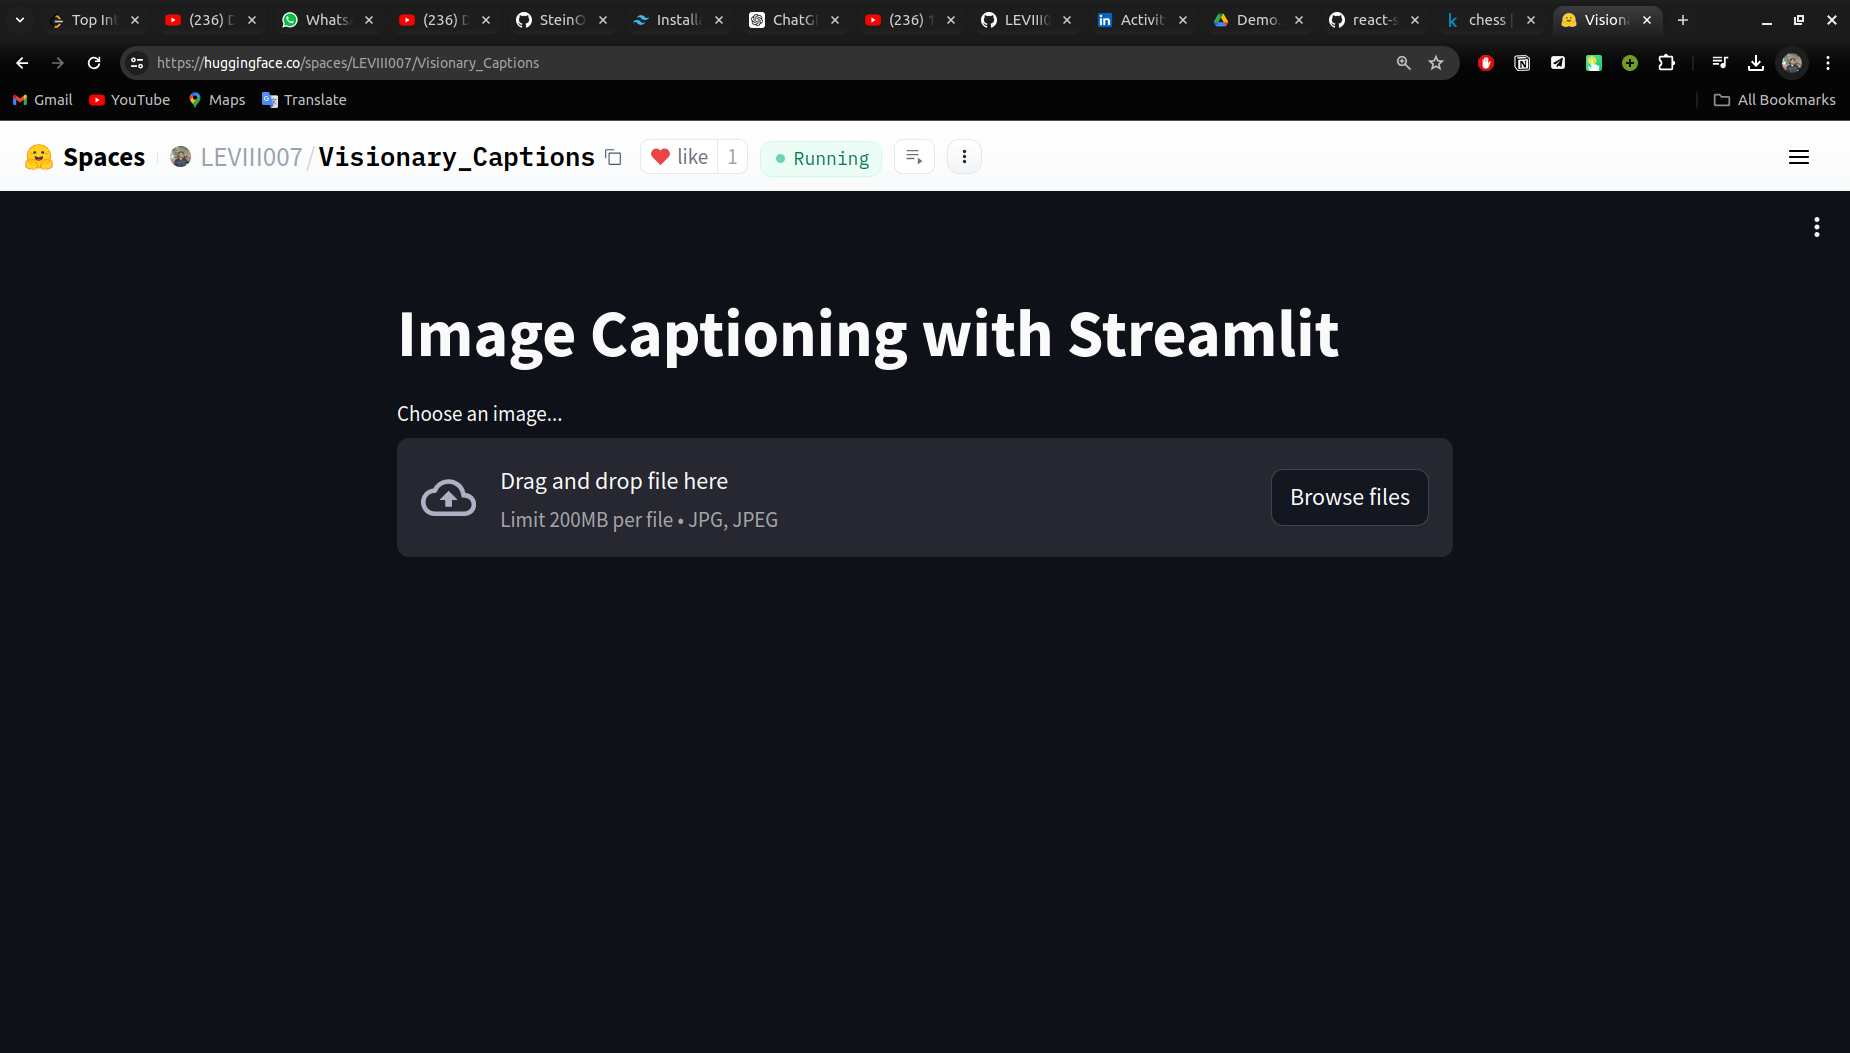 Top Int
(236) D
Whats
(236) D
SteinO
Install
ChatG
(236) 1
LEVIII0
Activit
Demo.
react-s
chess |
Vision
https://huggingface.co/spaces/LEVIII007/Visionary_Captions
Gmail
YouTube
Maps
Translate
All Bookmarks
Spaces
LEVIII007/Visionary_Captions
like
1
Running
Image Captioning with Streamlit
Choose an image...
Drag and drop file here
Limit 200MB per file • JPG, JPEG
Browse files